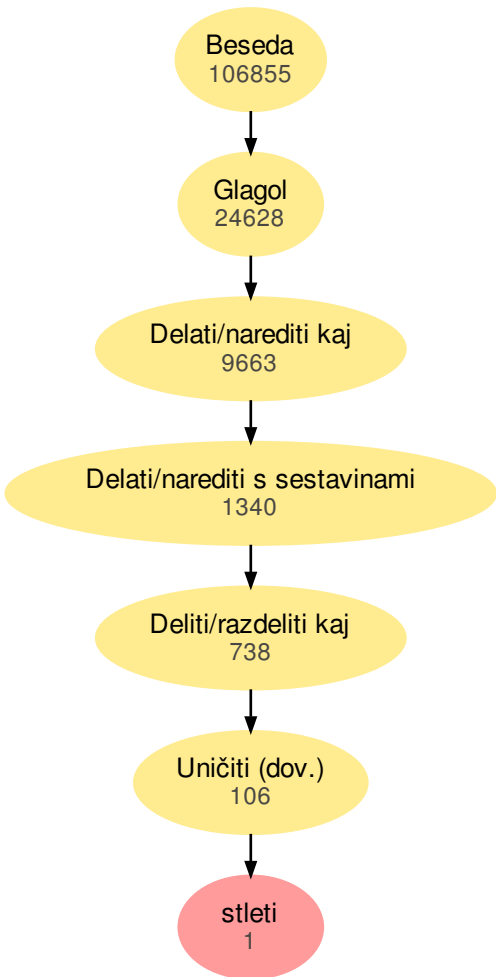 Beseda
106855
Glagol
24628
Delati/narediti kaj
9663
Delati/narediti s sestavinami
1340
Deliti/razdeliti kaj
738
Uničiti (dov.)
106
stleti
1